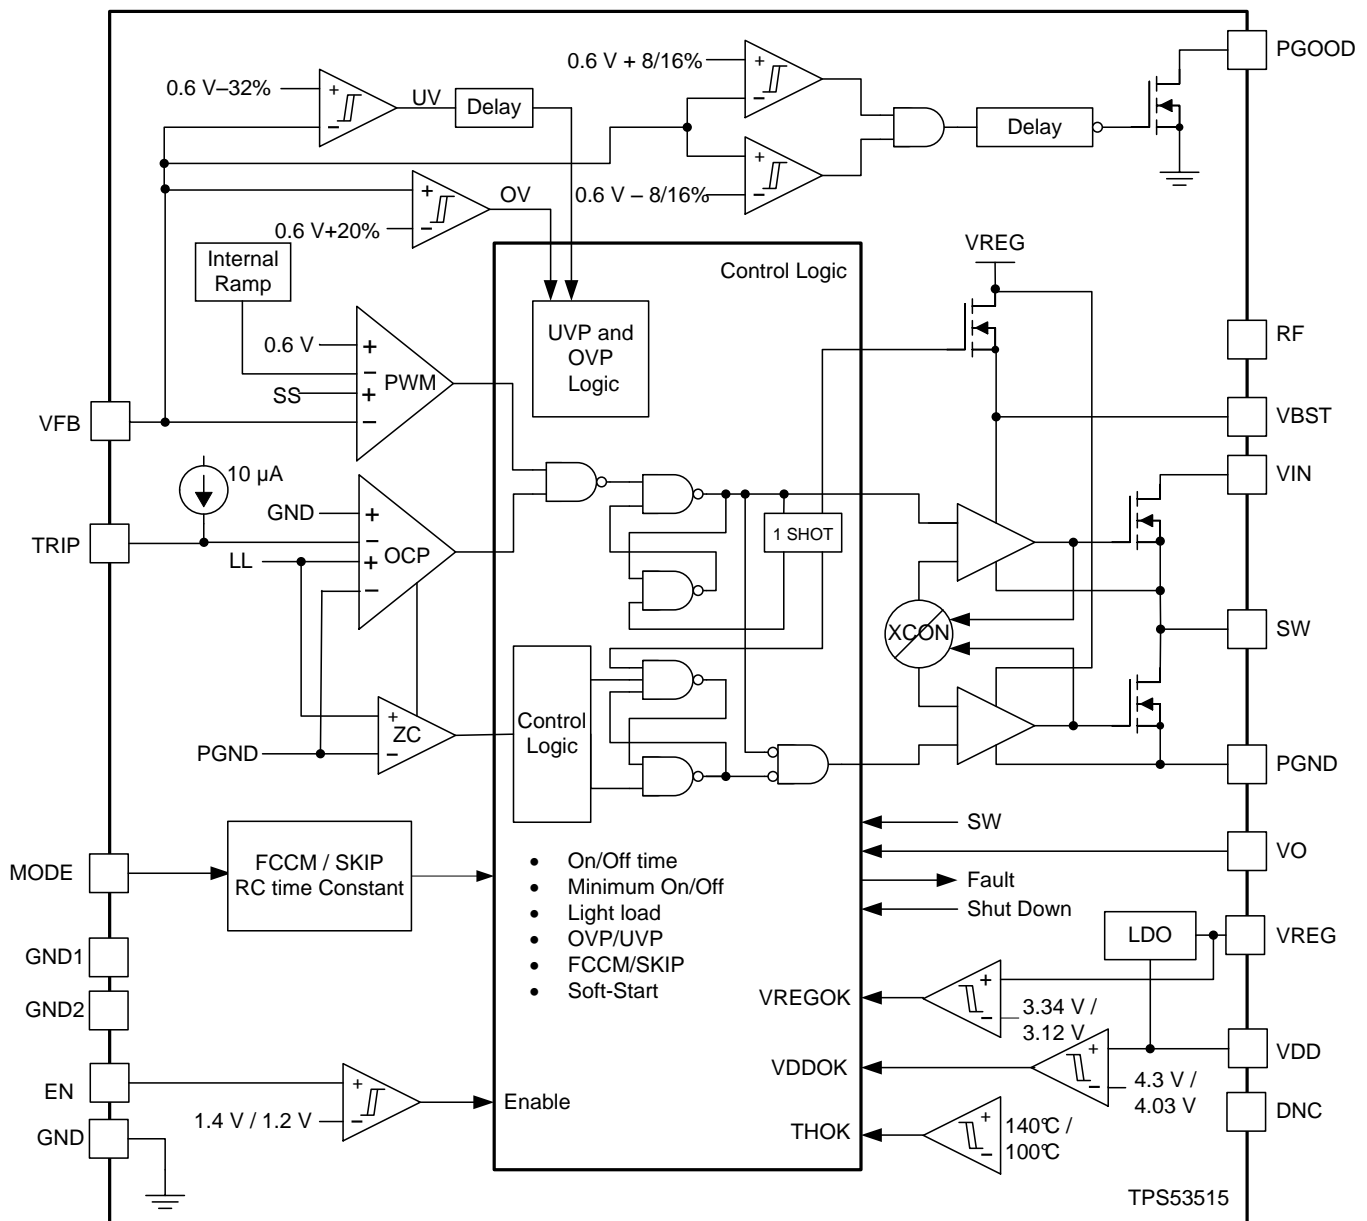 PGOOD
0.6 V + 8/16%
+
−
0.6 V–32%
+
−
UV
Delay
Delay
+
−
0.6 V – 8/16%
+
−
OV
0.6 V+20%
VREG
Internal
Ramp
Control Logic
UVP and
OVP
Logic
RF
0.6 V
+
−
+
−
PWM
SS
VFB
VBST
VIN
10 µA
GND
+
−
+
−
OCP
TRIP
LL
1 SHOT
XCON
SW
Control
Logic
+
−
ZC
PGND
PGND
SW
VO
MODE
FCCM / SKIP
RC time Constant
• On/Off time
• Minimum On/Off
• Light load
• OVP/UVP
• FCCM/SKIP
• Soft-Start
Fault
Shut Down
LDO
VREG
GND1
GND2
VREGOK
+
−
3.34 V /
3.12 V
VDDOK
+
−
4.3 V /
4.03 V
VDD
DNC
EN
+
−
1.4 V / 1.2 V
Enable
GND
THOK
+
−
140°C /
100°C
TPS53515